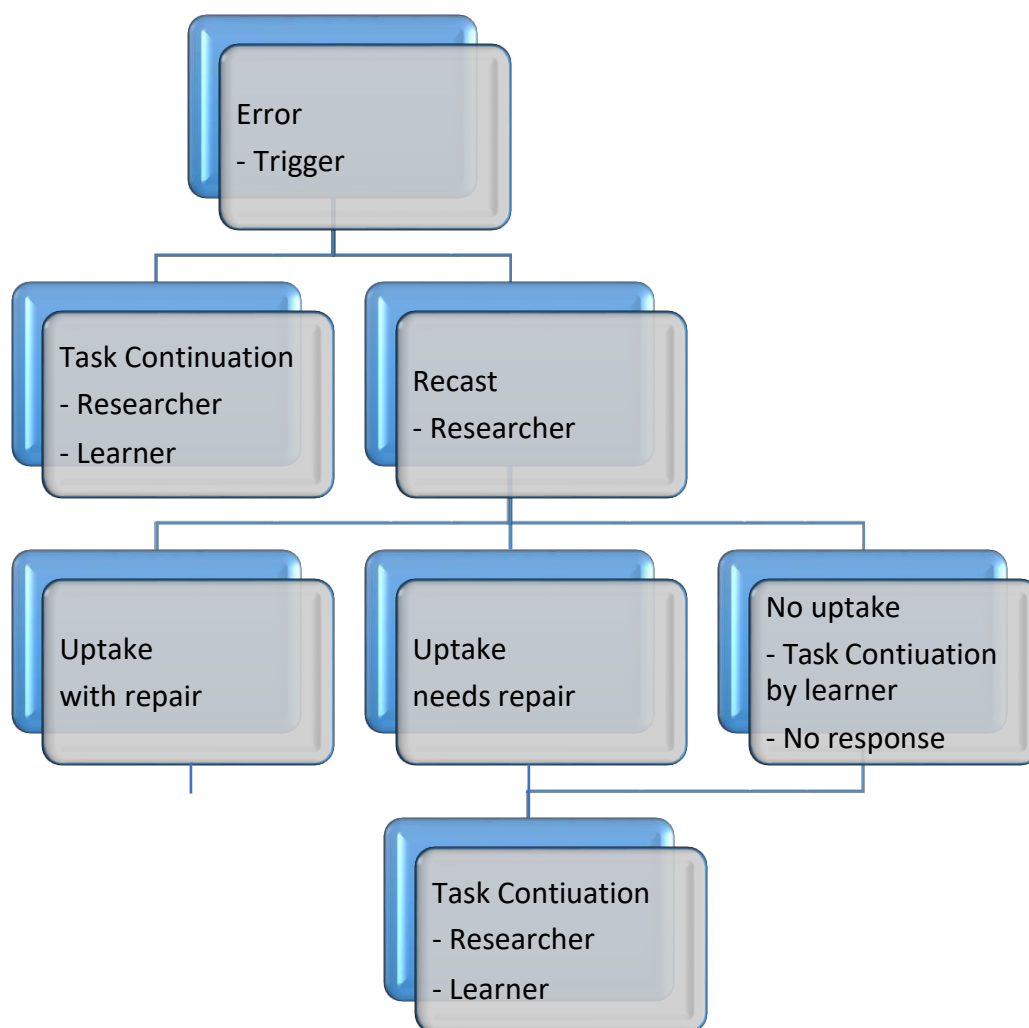 Error
- Trigger
Task Continuation
- Researcher
- Learner
Recast
- Researcher
Uptake
with repair
Uptake
needs repair
No uptake
- Task Contiuation
by learner
- No response
Task Contiuation
- Researcher
- Learner